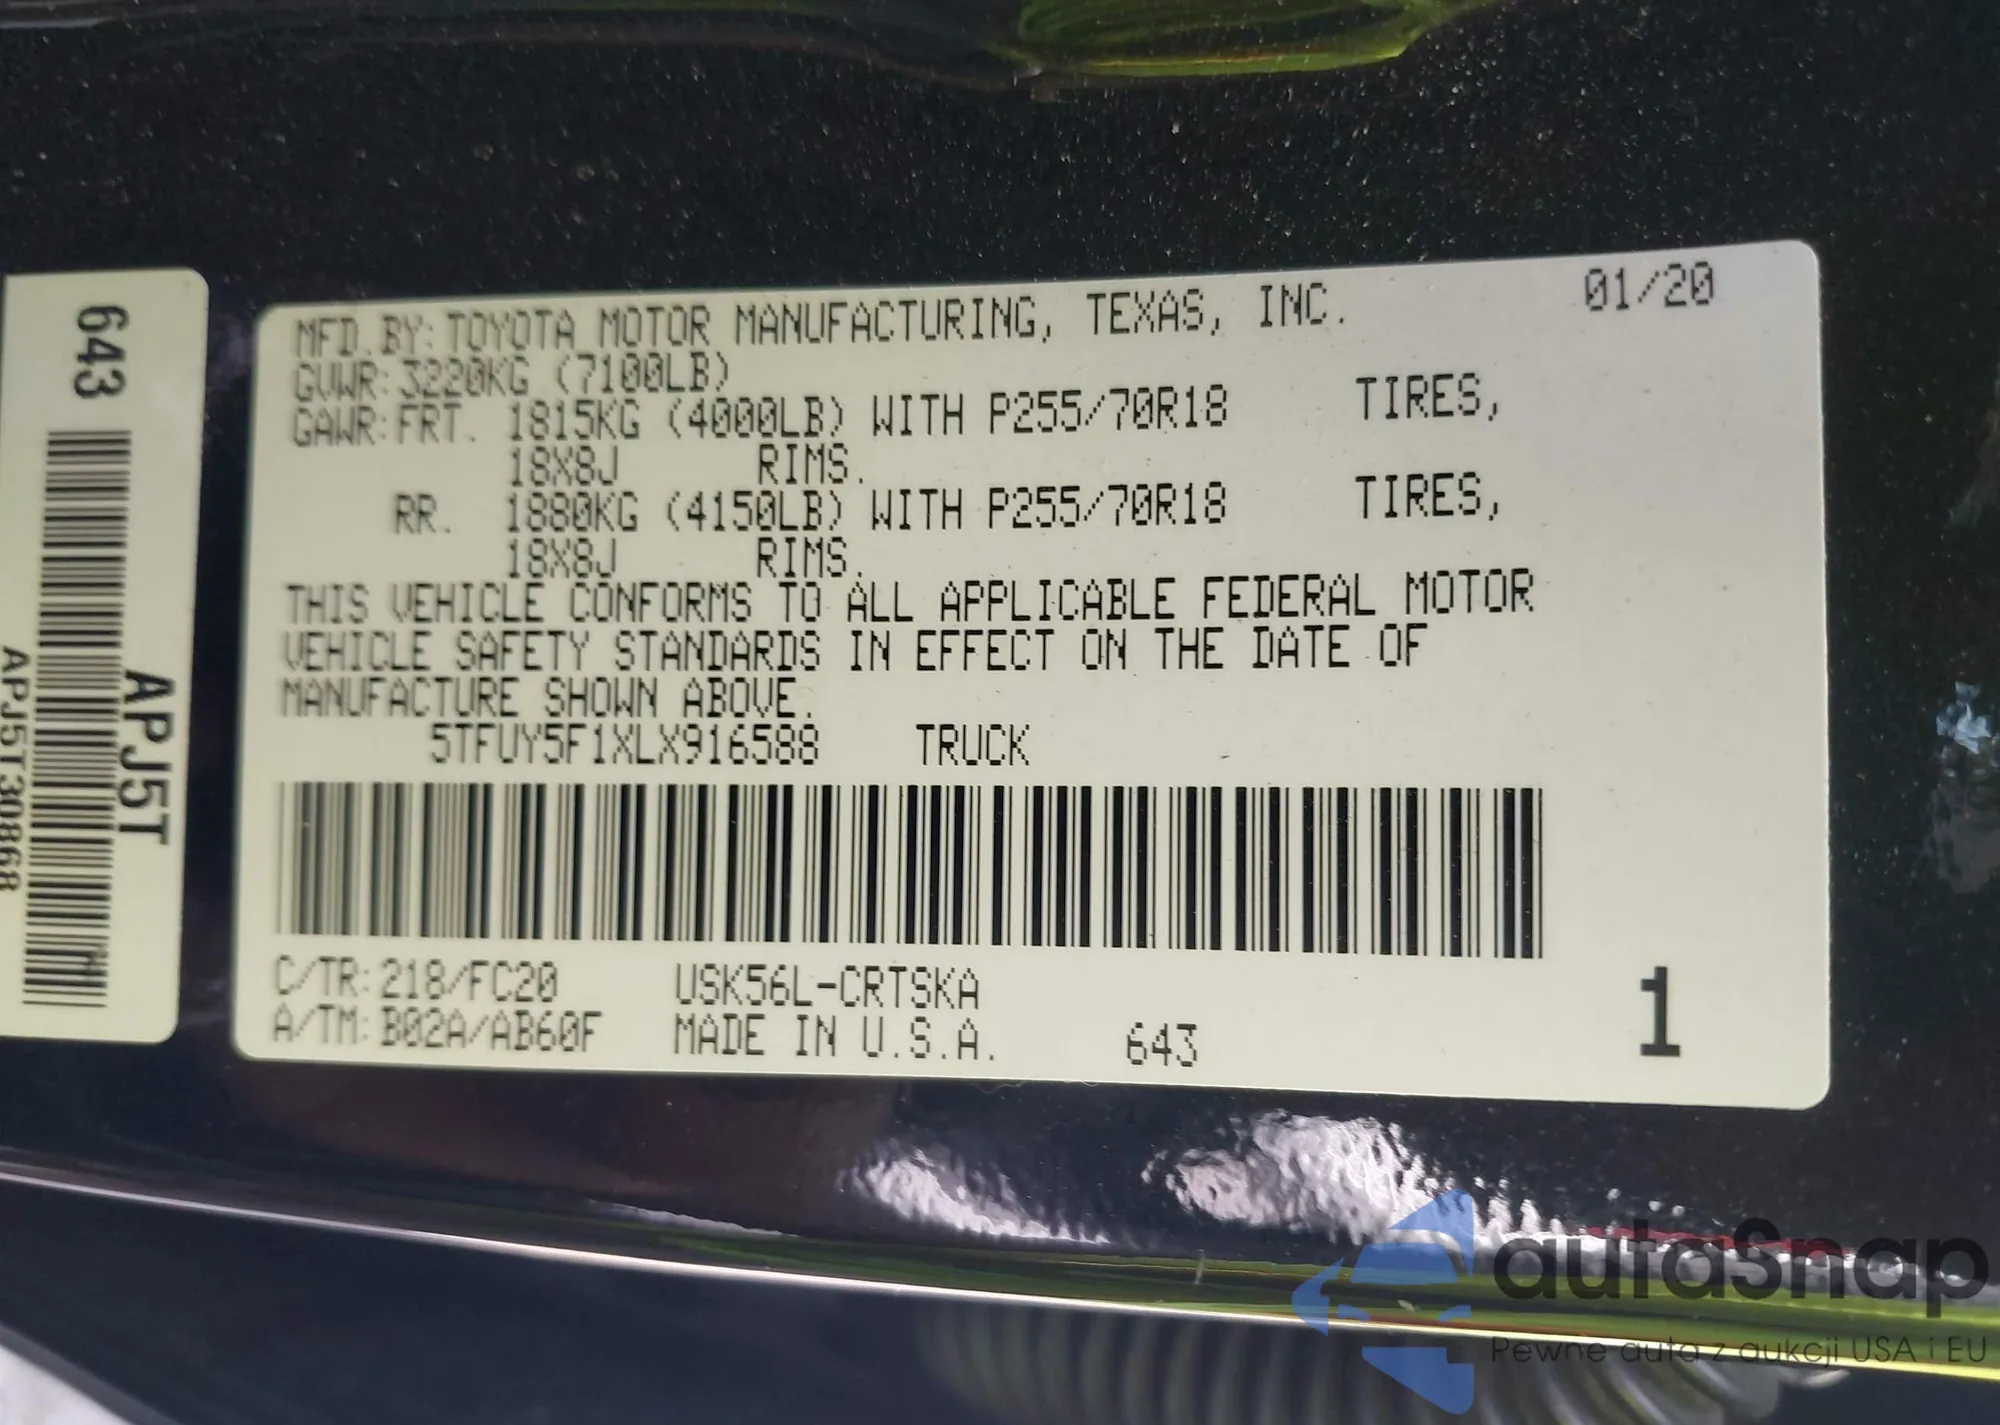 643
APJ5T
APJ5T30868
MFD. BY: TOYOTA MOTOR MANUFACTURING, TEXAS, INC. 01/20
GVWR: 3220KG (7100LB)
GAWR: FRT. 1815KG (4000LB) WITH P255/70R18 TIRES,
18X8J RIMS.
RR. 1880KG (4150LB) WITH P255/70R18 TIRES,
18X8J RIMS.
THIS VEHICLE CONFORMS TO ALL APPLICABLE FEDERAL MOTOR
VEHICLE SAFETY STANDARDS IN EFFECT ON THE DATE OF
MANUFACTURE SHOWN ABOVE.
5TFUY5F1XLX916588 TRUCK
C/TR: 218/FC20 USK56L-CRTSKA
A/TM: B02A/AB60F MADE IN U.S.A. 643
1
autaSnap
Pewne auta z aukcji USA i EU